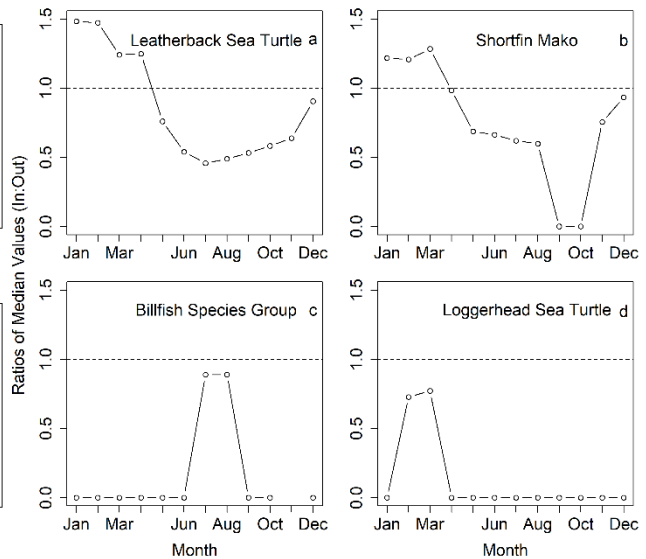 Ratios of Median Values (In:Out)
Leatherback Sea Turtle a
1.5
1.0
0.5
0.0
Jan Mar Jun Aug Oct Dec
Shortfin Mako b
1.5
1.0
0.5
0.0
Jan Mar Jun Aug Oct Dec
Billfish Species Group c
1.5
1.0
0.5
0.0
Jan Mar Jun Aug Oct Dec
Month
Loggerhead Sea Turtle d
1.5
1.0
0.5
0.0
Jan Mar Jun Aug Oct Dec
Month